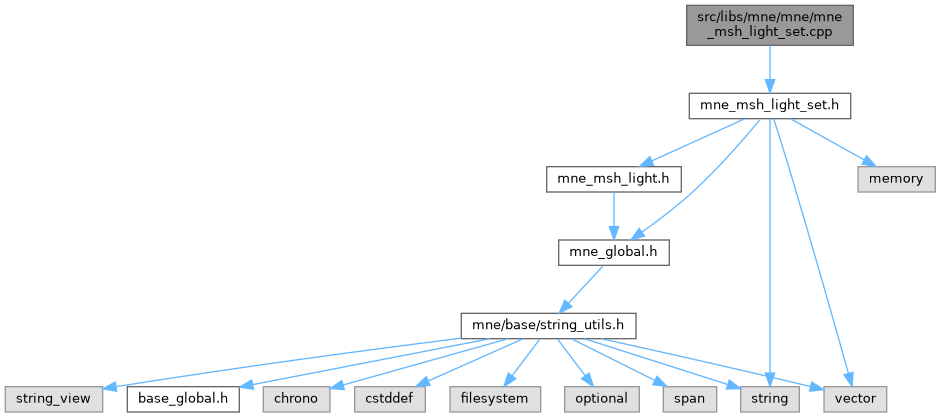 src/libs/mne/mne/mne
_msh_light_set.cpp
mne_msh_light_set.h
mne_msh_light.h
memory
mne_global.h
mne/base/string_utils.h
string_view
base_global.h
chrono
cstddef
filesystem
optional
span
string
vector